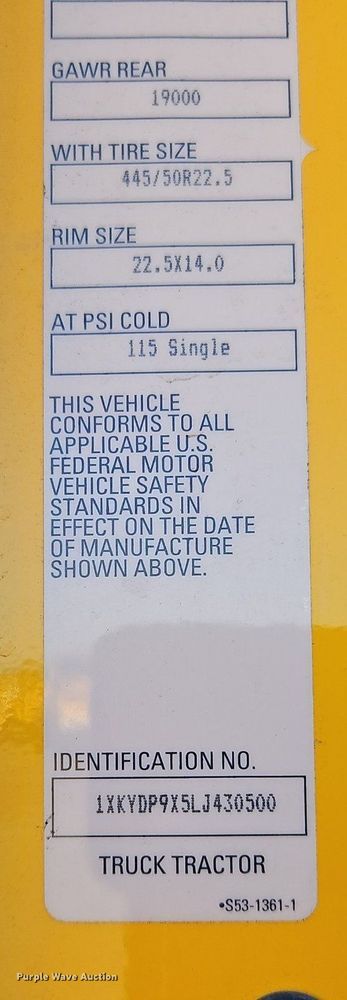 GAWR REAR
19000
WITH TIRE SIZE
445/50R22.5
RIM SIZE
22.5X14.0
AT PSI COLD
115 Single
THIS VEHICLE
CONFORMS TO ALL
APPLICABLE U.S.
FEDERAL MOTOR
VEHICLE SAFETY
STANDARDS IN
EFFECT ON THE DATE
OF MANUFACTURE
SHOWN ABOVE.
IDENTIFICATION NO.
1XKYDP9X5LJ430500
TRUCK TRACTOR
•S53-1361-1
Purple Wave Auction